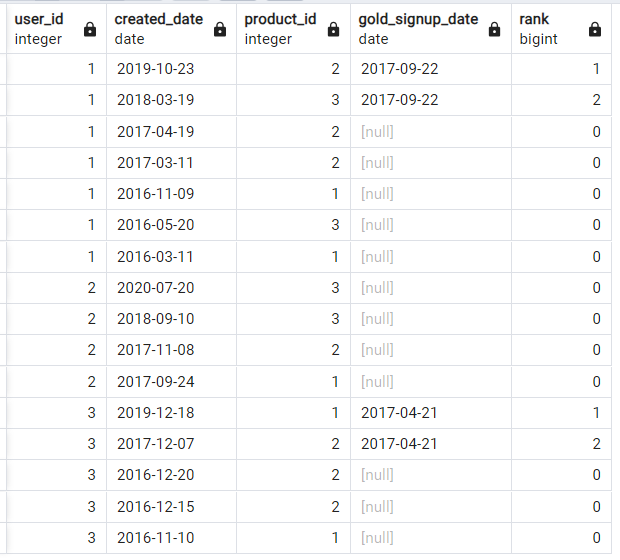 user_id created_date product_id gold_signup_date rank
integer date integer date bigint
1 2019-10-23 2 2017-09-22 1
1 2018-03-19 3 2017-09-22 2
1 2017-04-19 2 [null] 0
1 2017-03-11 2 [null] 0
1 2016-11-09 1 [null] 0
1 2016-05-20 3 [null] 0
1 2016-03-11 1 [null] 0
2 2020-07-20 3 [null] 0
2 2018-09-10 3 [null] 0
2 2017-11-08 2 [null] 0
2 2017-09-24 1 [null] 0
3 2019-12-18 1 2017-04-21 1
3 2017-12-07 2 2017-04-21 2
3 2016-12-20 2 [null] 0
3 2016-12-15 2 [null] 0
3 2016-11-10 1 [null] 0